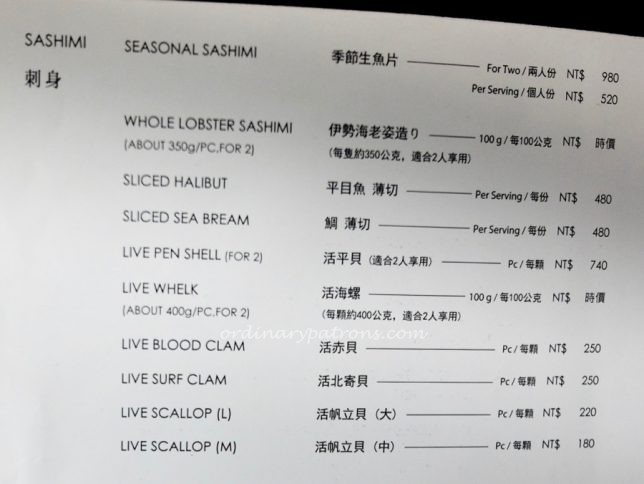 SASHIMI SEASONAL SASHIMI 季節生魚片 For Two / 兩人份 NT$ 980
刺身 Per Serving / 個人份 NT$ 520
WHOLE LOBSTER SASHIMI 伊勢海老姿造り 100 g / 每100公克 NT$ 時價
(ABOUT 350g/PC,FOR 2) (每隻約350公克，適合2人享用)
SLICED HALIBUT 平目魚 薄切 Per Serving / 每份 NT$ 480
SLICED SEA BREAM 鯛 薄切 Per Serving / 每份 NT$ 480
LIVE PEN SHELL (FOR 2) 活平貝 (適合2人享用) Pc / 每顆 NT$ 740
LIVE WHELK 活海螺 100 g / 每100公克 NT$ 時價
(ABOUT 400g/PC,FOR 2) (每顆約400公克，適合2人享用)
ordinarypatrons.com
LIVE BLOOD CLAM 活赤貝 Pc / 每顆 NT$ 250
LIVE SURF CLAM 活北寄貝 Pc / 每顆 NT$ 250
LIVE SCALLOP (L) 活帆立貝（大） Pc / 每顆 NT$ 220
LIVE SCALLOP (M) 活帆立貝（中） Pc / 每顆 NT$ 180